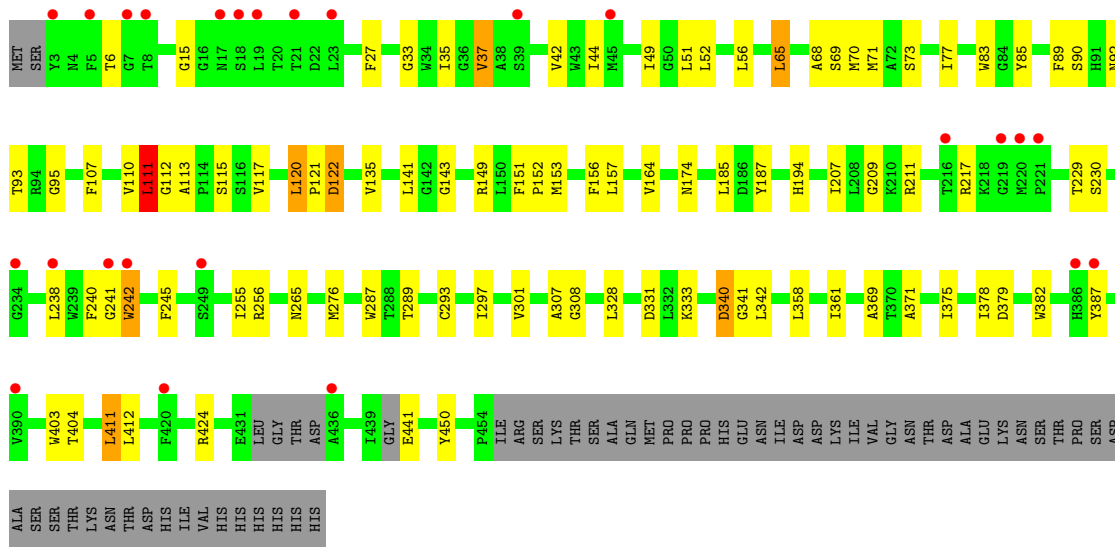 MET SER Y3 N4 F5 T6 G7 T8 G15 G16 N17 S18 L19 T20 T21 D22 L23 F27 G33 W34 I35 G36 V37 A38 S39 V42 W43 I44 M45 I49 G50 L51 L52 L56 L65 A68 S69 M70 M71 A72 S73 I77 W83 G84 Y85 F89 S90 H91 N92
T93 R94 G95 F107 V110 L111 G112 A113 P114 S115 S116 V117 L120 P121 D122 V135 L141 G142 G143 R149 L150 F151 P152 M153 F156 L157 V164 N174 L185 D186 Y187 H194 I207 L208 G209 K210 R211 T216 R217 K218 G219 M220 P221 T229 S230
G234 L238 W239 F240 G241 W242 F245 S249 I255 R256 N265 M276 W287 T288 T289 C293 I297 V301 A307 G308 L328 D331 L332 K333 D340 G341 L342 L358 I361 A369 T370 A371 I375 I378 D379 W382 H386 Y387
V390 W403 T404 L411 L412 F420 R424 E431 LEU GLY THR ASP A436 I439 GLY E441 Y450 P454 ILE ARG SER LYS THR SER ALA GLN MET PRO PRO PRO HIS GLU ASN ILE ASP ASP LYS ILE VAL GLY ASN THR ASP ALA GLU LYS ASN SER THR PRO SER ASP
ALA SER SER THR LYS ASN THR ASP HIS ILE VAL HIS HIS HIS HIS HIS HIS